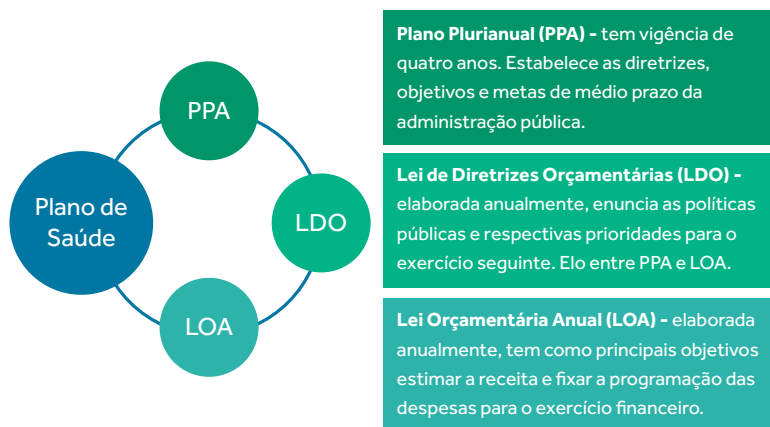 PPA
Plano de
Saúde
LDO
LOA
Plano Plurianual (PPA) - tem vigência de
quatro anos. Estabelece as diretrizes,
objetivos e metas de médio prazo da
administração pública.
Lei de Diretrizes Orçamentárias (LDO) -
elaborada anualmente, enuncia as políticas
públicas e respectivas prioridades para o
exercício seguinte. Elo entre PPA e LOA.
Lei Orçamentária Anual (LOA) - elaborada
anualmente, tem como principais objetivos
estimar a receita e fixar a programação das
despesas para o exercício financeiro.